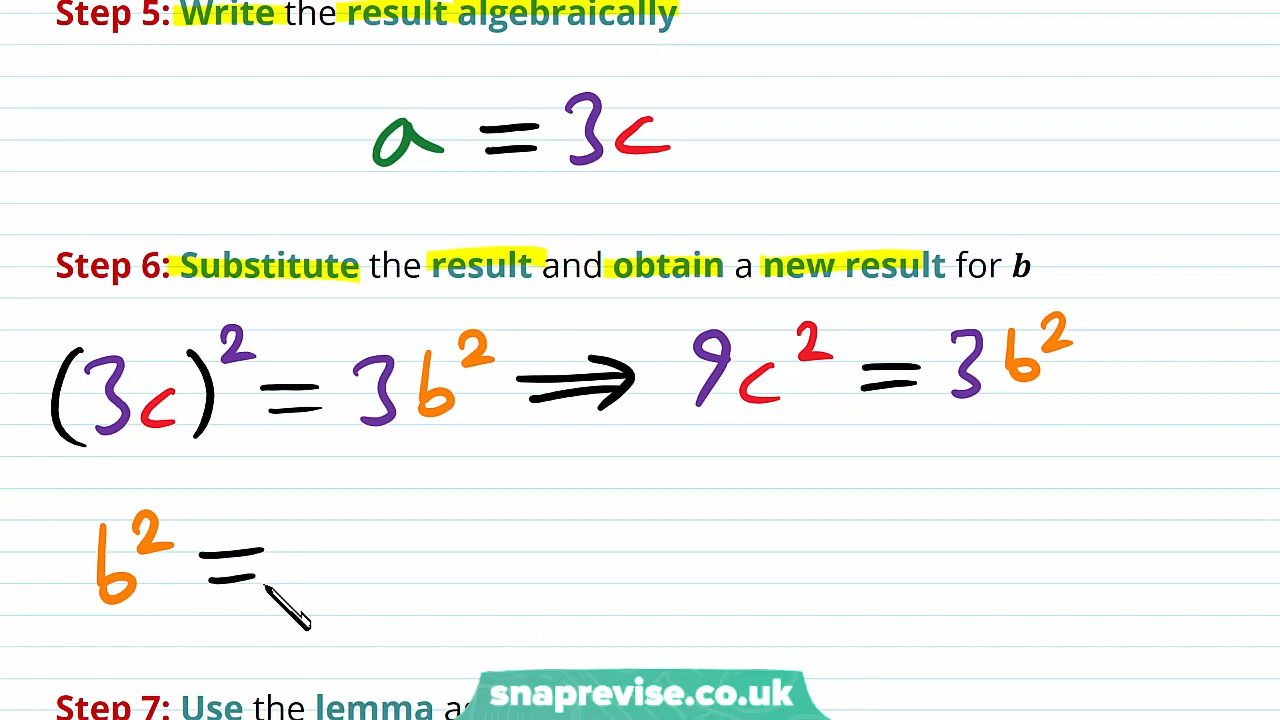 Step 5: Write the result algebraically
a = 3c
Step 6: Substitute the result and obtain a new result for b
(3c)² = 3b² ⟹ 9c² = 3b²
b² =
Step 7: Use the lemma
snaprevise.co.uk